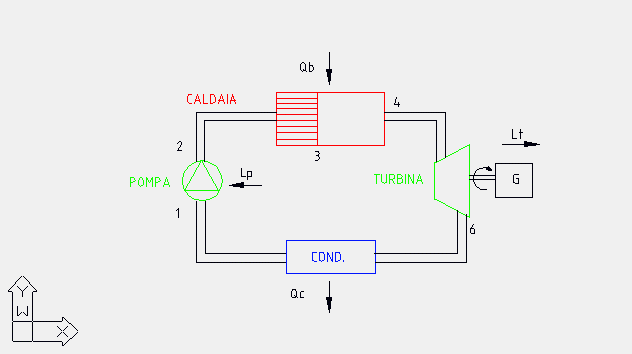 Qb
CALDAIA
4
3
2
Lt
POMPA
Lp
TURBINA
G
1
6
COND.
Qc
Y
W
X